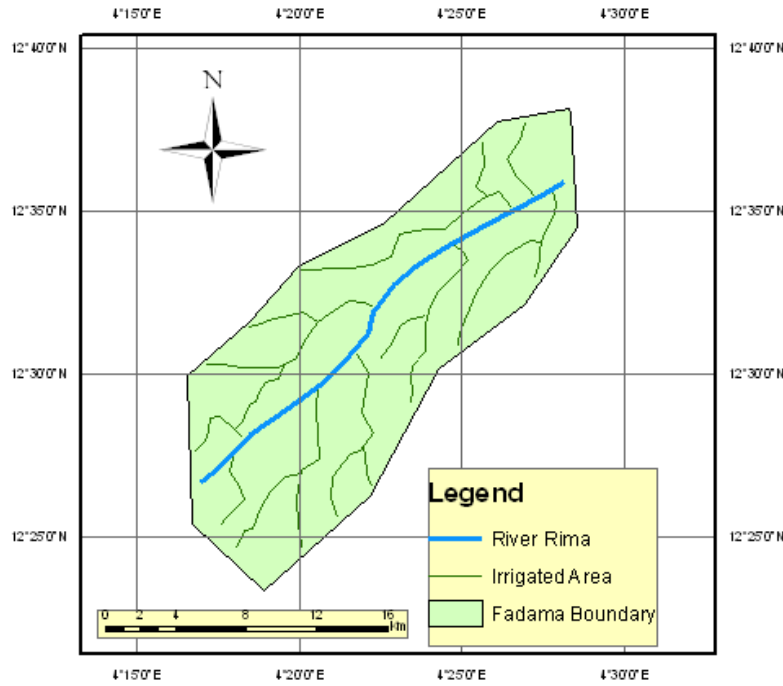 4°15'0"E 4°20'0"E 4°25'0"E 4°30'0"E
12°40'0"N 12°40'0"N
N
12°35'0"N 12°35'0"N
12°30'0"N 12°30'0"N
Legend
12°25'0"N River Rima 12°25'0"N
Irrigated Area
Fadama Boundary
0 2 4 8 12 16
km
4°15'0"E 4°20'0"E 4°25'0"E 4°30'0"E